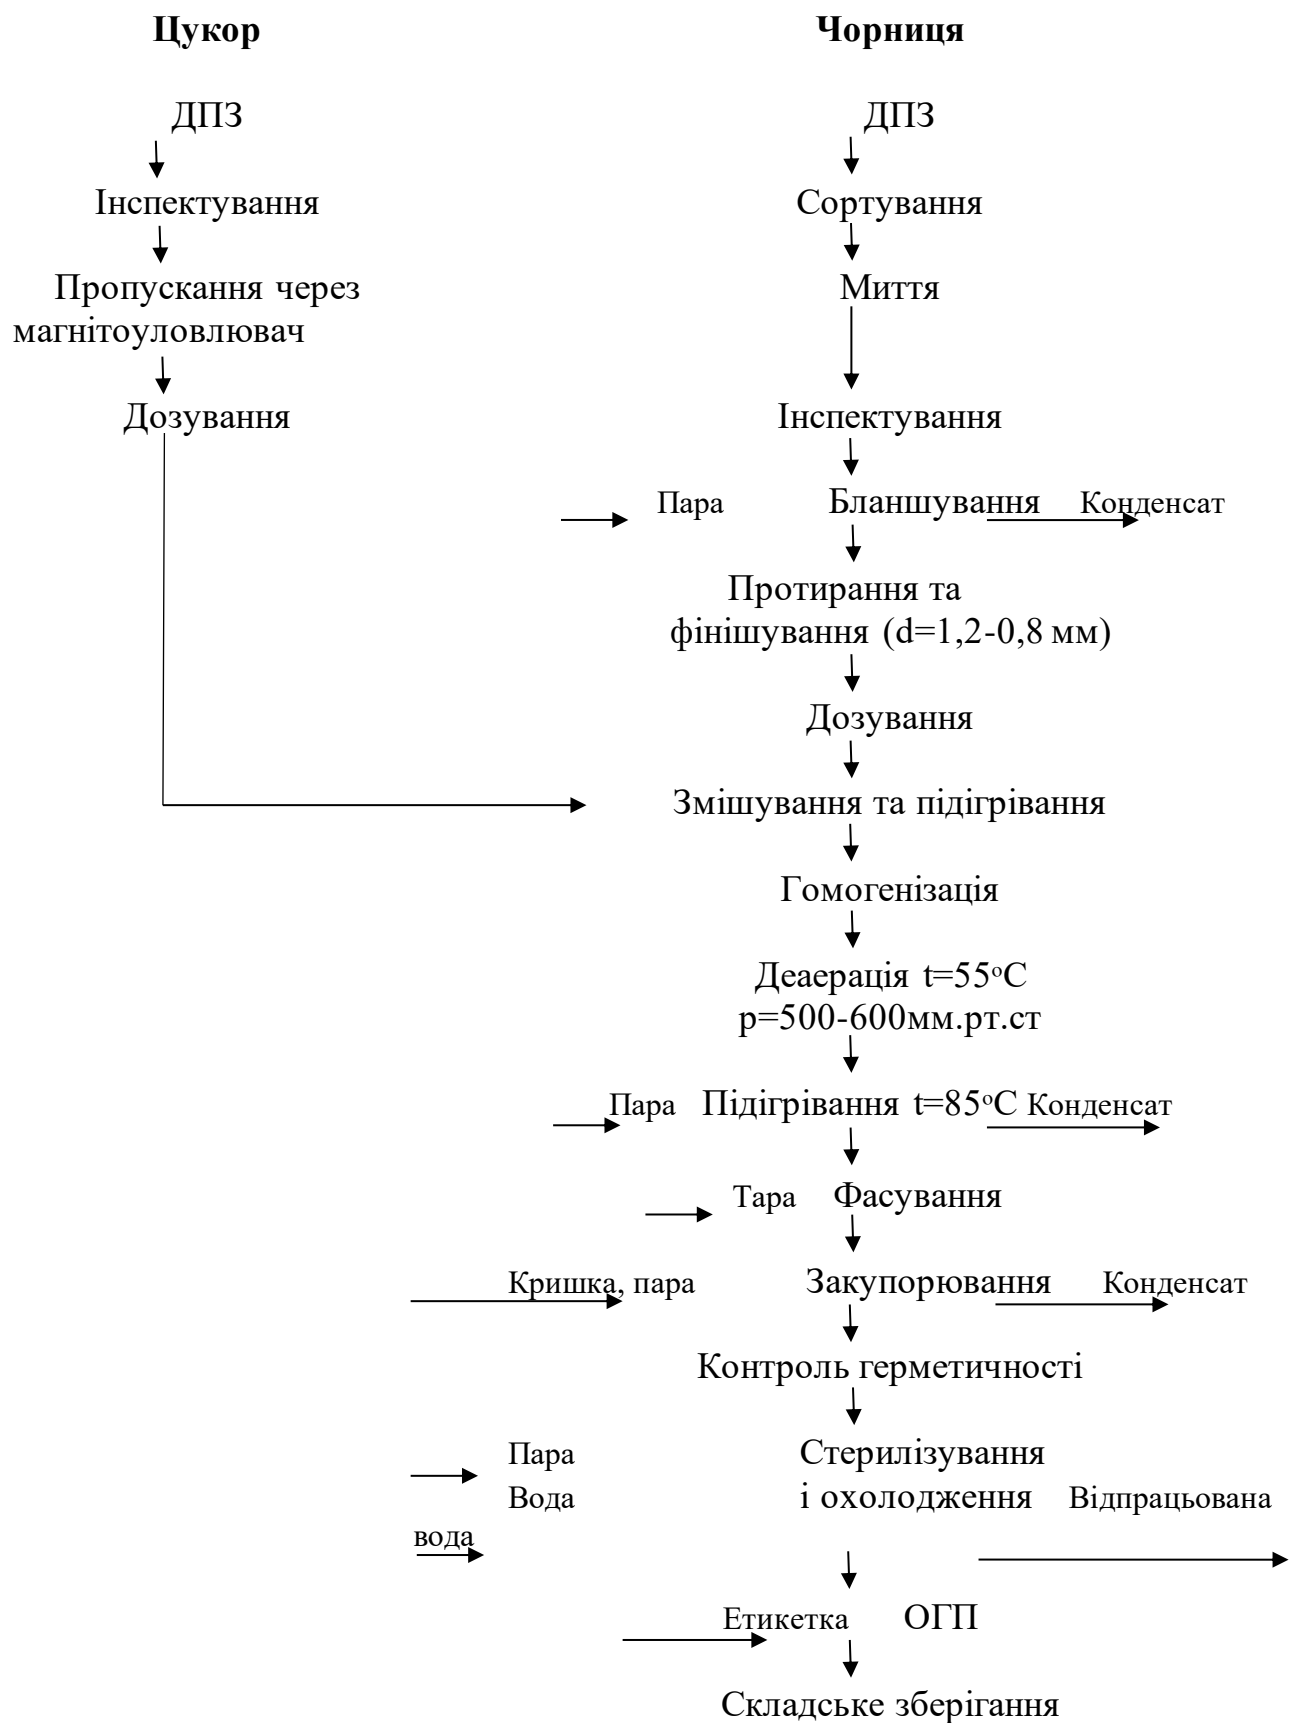 Цукор Чорниця
ДПЗ ДПЗ
Інспектування Сортування
Пропускання через Миття
магнітоуловлювач
Дозування Інспектування
Пара Бланшування Конденсат
Протирання та
фінішування (d=1,2-0,8 мм)
Дозування
Змішування та підігрівання
Гомогенізація
Деаерація t=55°С
р=500-600мм.рт.ст
Пара Підігрівання t=85°С Конденсат
Тара Фасування
Кришка, пара Закупорювання Конденсат
Контроль герметичності
Пара Стерилізування
Вода і охолодження Відпрацьована
вода
Етикетка ОГП
Складське зберігання